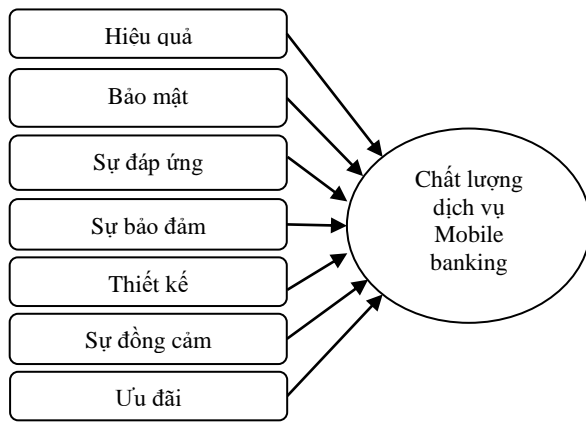 Hiệu quả
Bảo mật
Sự đáp ứng
Sự bảo đảm
Thiết kế
Sự đồng cảm
Ưu đãi
Chất lượng
dịch vụ
Mobile
banking